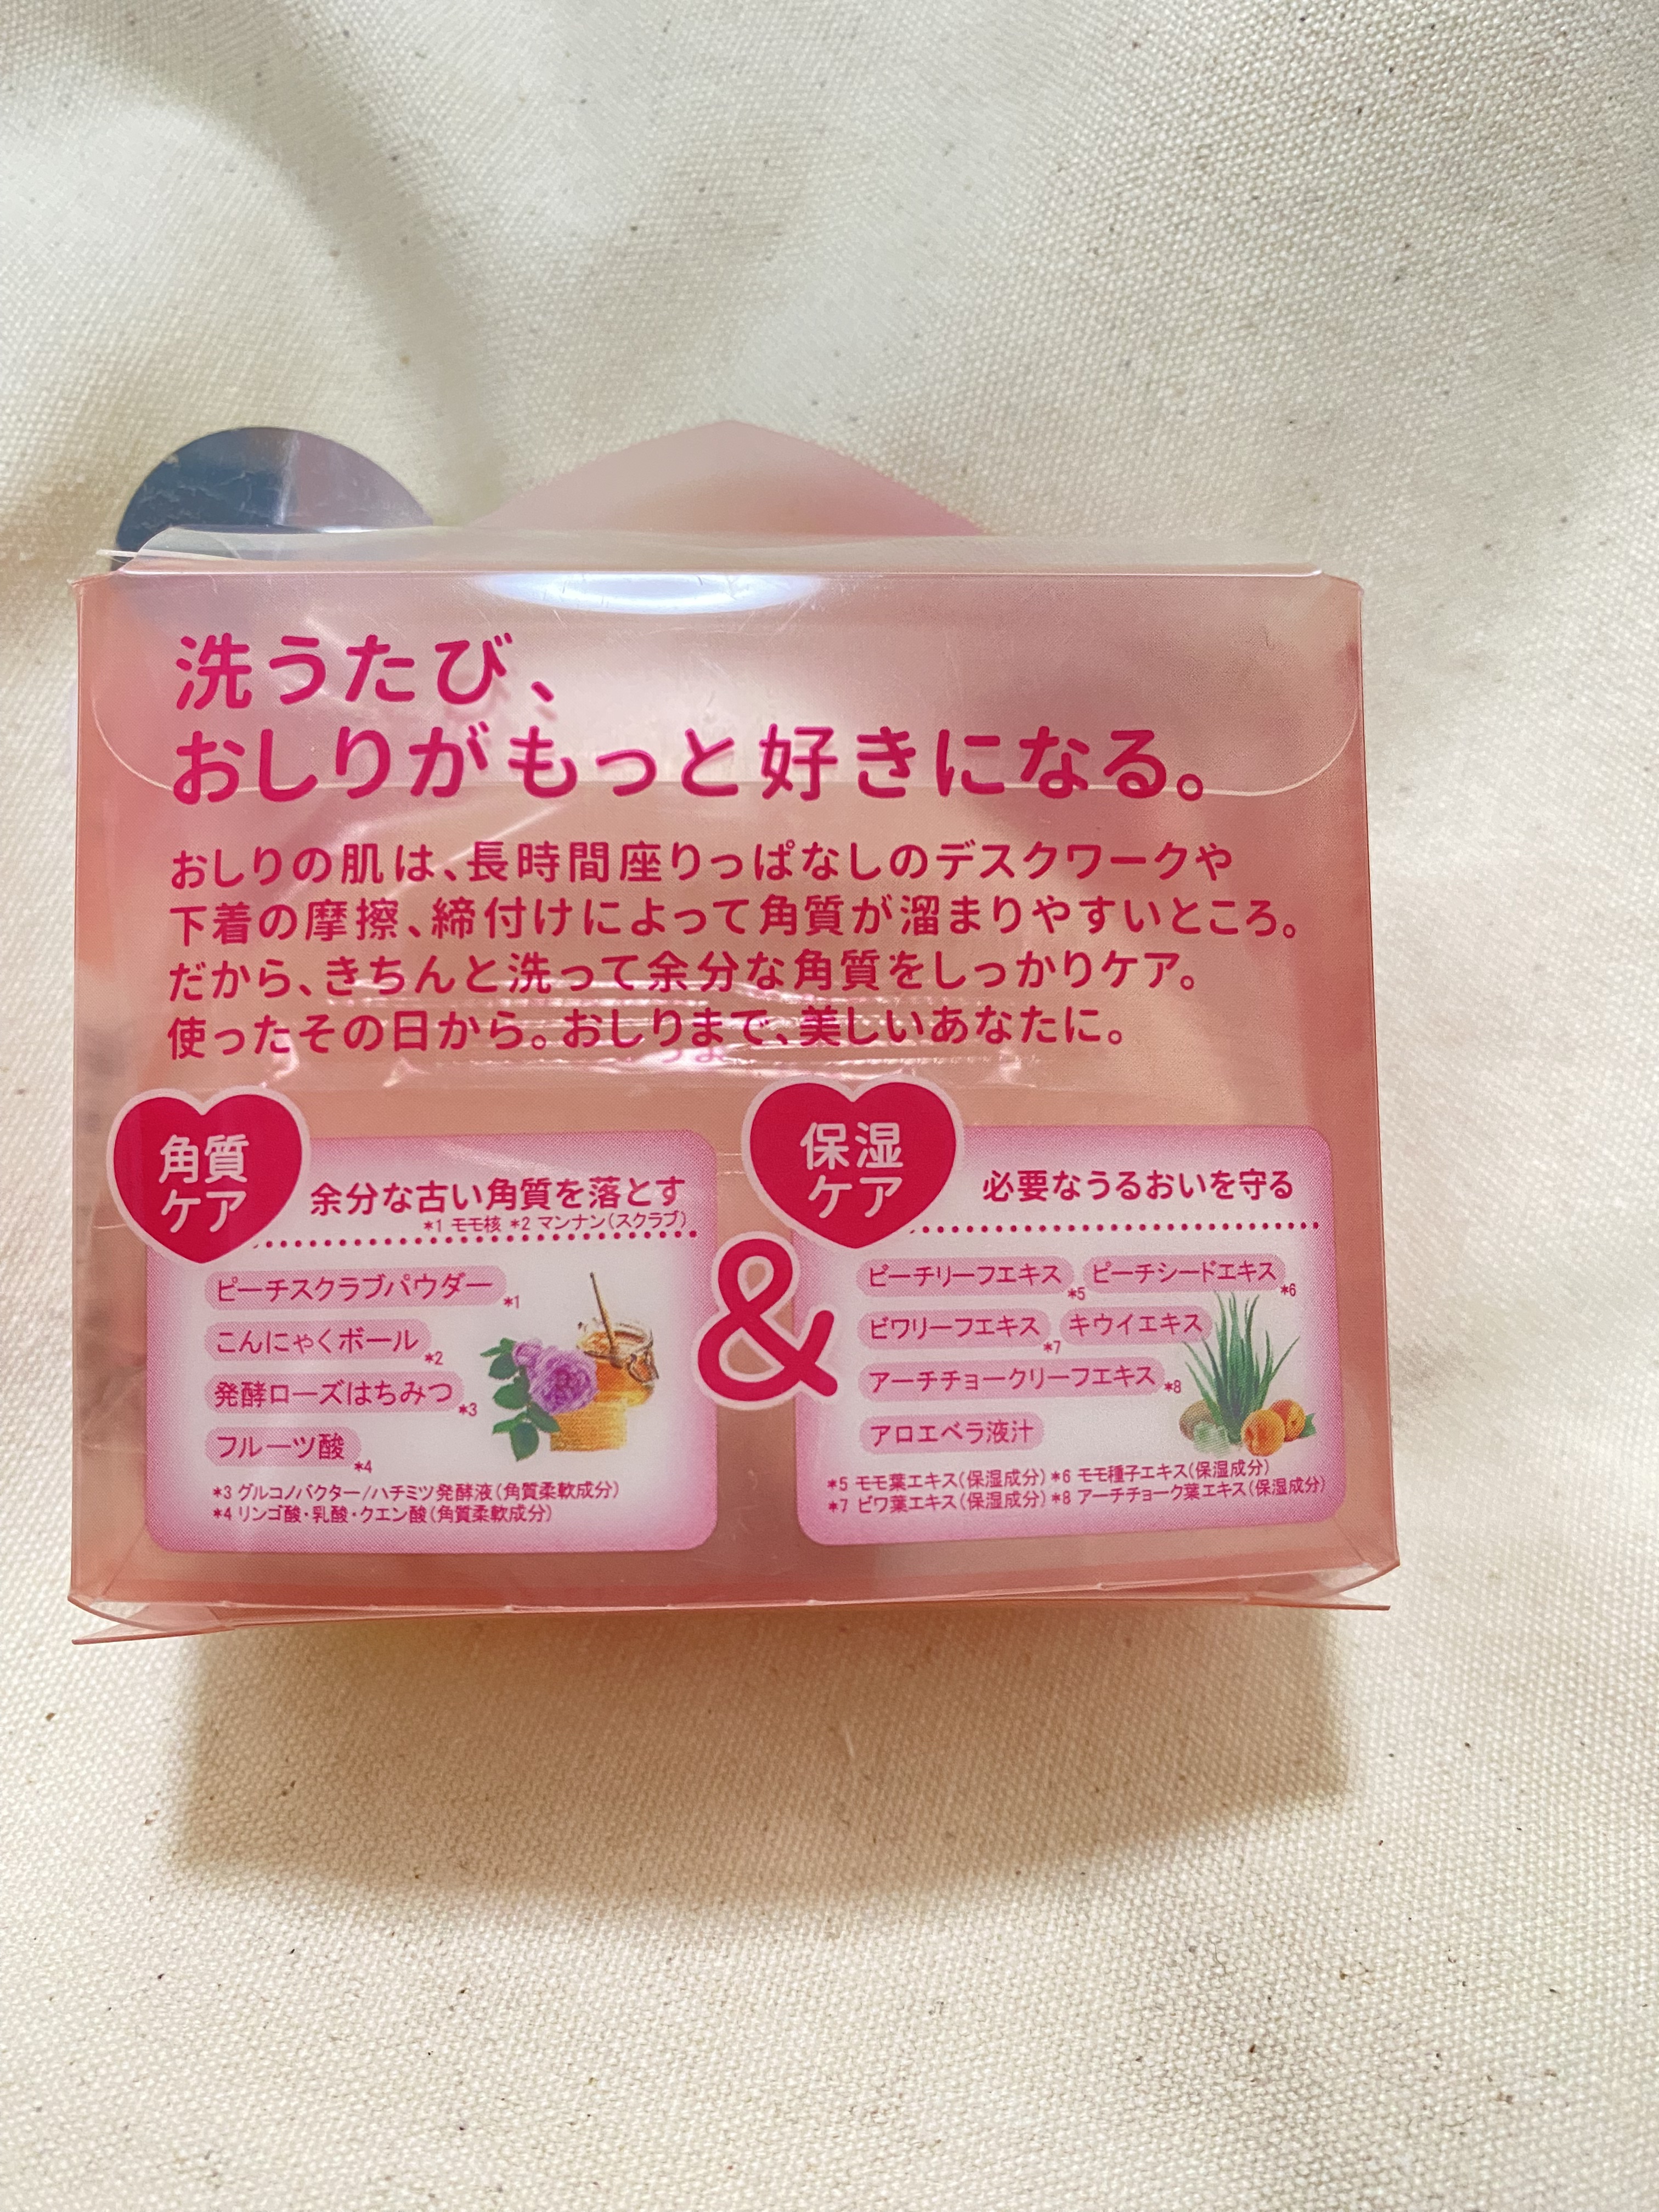 洗うたび、
おしりがもっと好きになる。
おしりの肌は、長時間座りっぱなしのデスクワークや
下着の摩擦、締付けによって角質が溜まりやすいところ。
だから、きちんと洗って余分な角質をしっかりケア。
使ったその日から。おしりまで、美しいあなたに。
角質
ケア
余分な古い角質を落とす
*1 モモ核 *2 マンナン(スクラブ)
ピーチスクラブパウダー*1
こんにゃくボール*2
発酵ローズはちみつ*3
フルーツ酸*4
*3 グルコノバクター/ハチミツ発酵液(角質柔軟成分)
*4 リンゴ酸・乳酸・クエン酸(角質柔軟成分)
&
保湿
ケア
必要なうるおいを守る
ピーチリーフエキス*5 ピーチシードエキス*6
ビワリーフエキス*7 キウイエキス
アーチチョークリーフエキス*8
アロエベラ液汁
*5 モモ葉エキス(保湿成分) *6 モモ種子エキス(保湿成分)
*7 ビワ葉エキス(保湿成分) *8 アーチチョーク葉エキス(保湿成分)